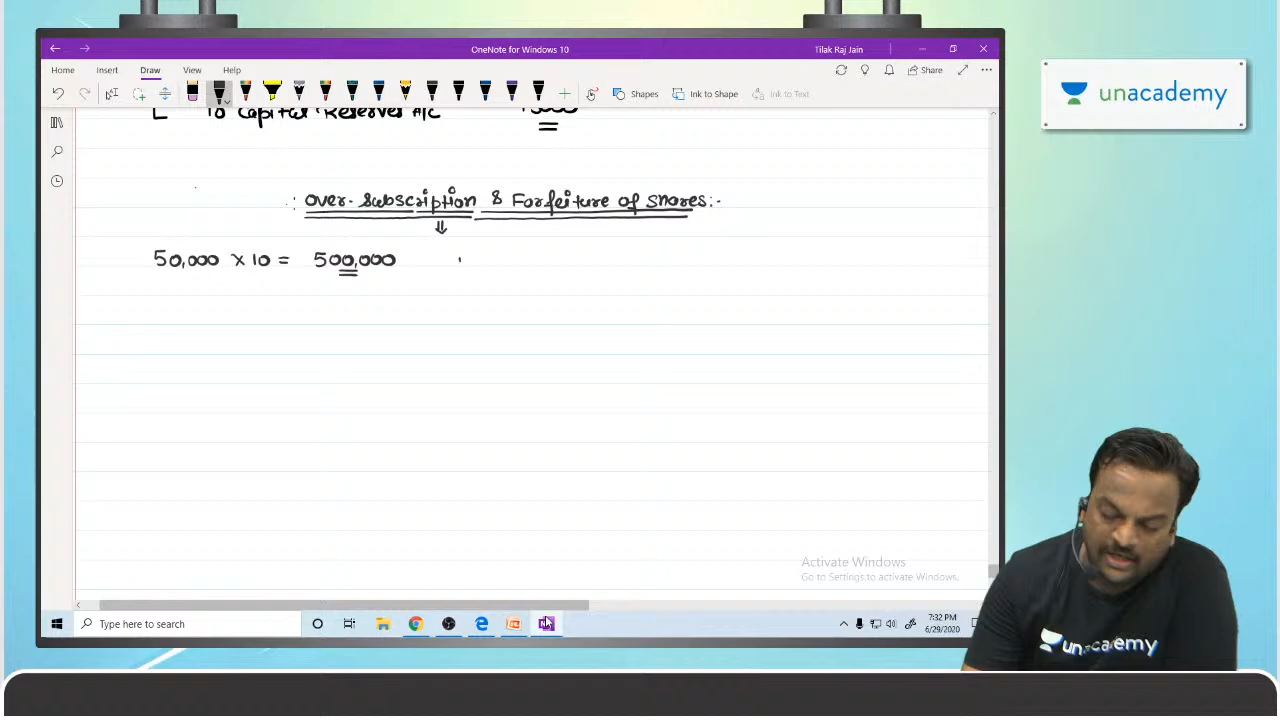 OneNote for Windows 10
Tilak Raj Jain
unacademy
Home Insert Draw View Help
Share
Shapes
Ink to Shape
Ink to Text
To Capital Reserves A/c
Over-Subscription & Forfeiture of Shares:-
50,000 × 10 = 500,000
Activate Windows
Go to Settings to activate Windows.
Type here to search
7:32 PM
6/29/2020
unacademy